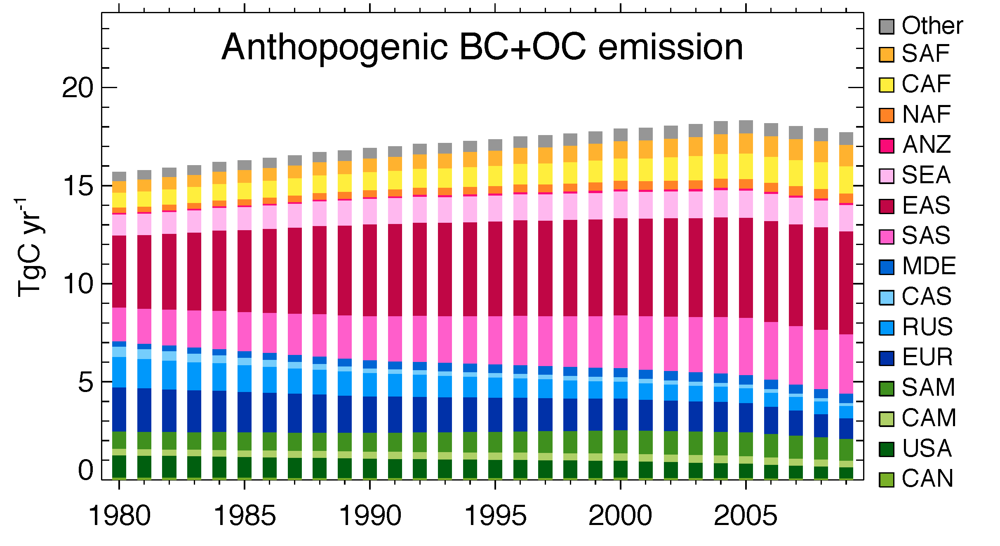 Anthopogenic BC+OC emission
TgC yr-1
20
15
10
5
0
1980 1985 1990 1995 2000 2005
Other
SAF
CAF
NAF
ANZ
SEA
EAS
SAS
MDE
CAS
RUS
EUR
SAM
CAM
USA
CAN